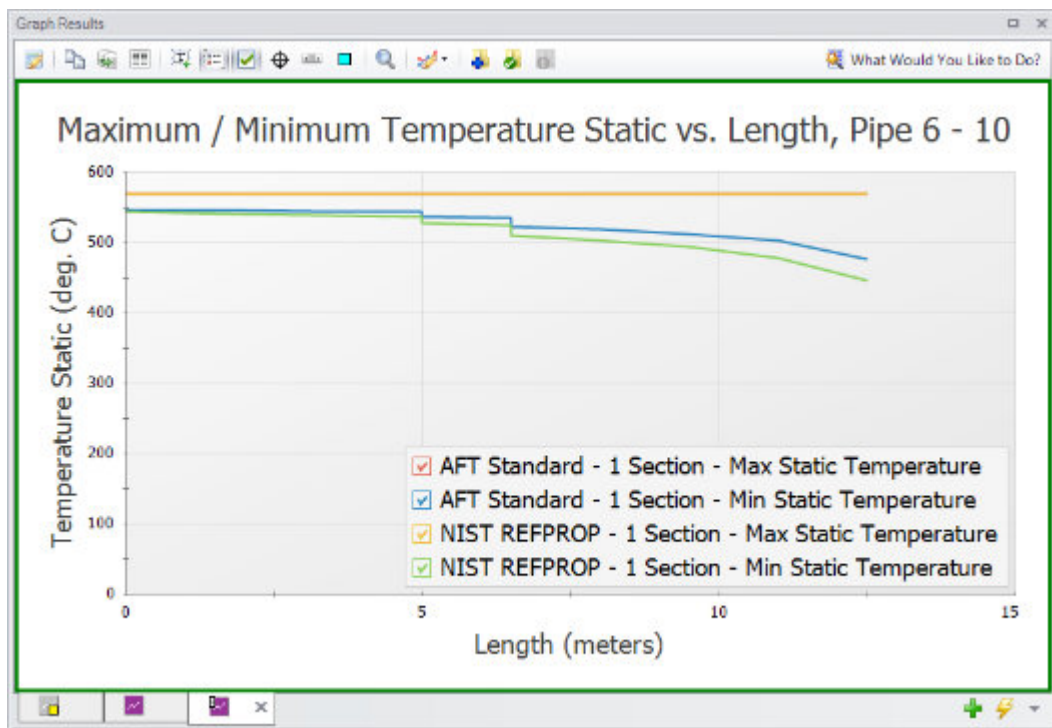 Graph Results
What Would You Like to Do?
Maximum / Minimum Temperature Static vs. Length, Pipe 6 - 10
Temperature Static (deg. C)
600
500
400
300
200
100
0
AFT Standard - 1 Section - Max Static Temperature
AFT Standard - 1 Section - Min Static Temperature
NIST REFPROP - 1 Section - Max Static Temperature
NIST REFPROP - 1 Section - Min Static Temperature
0 5 10 15
Length (meters)